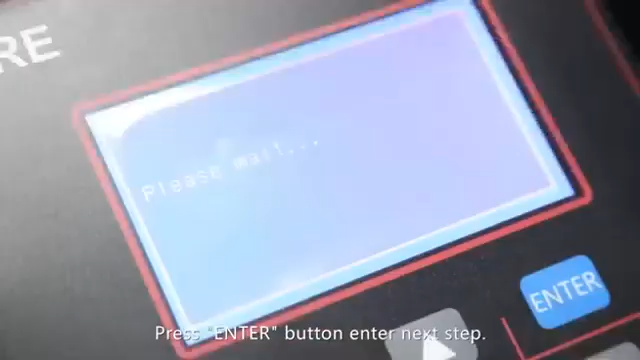 RE
Please wait...
ENTER
Press "ENTER" button enter next step.